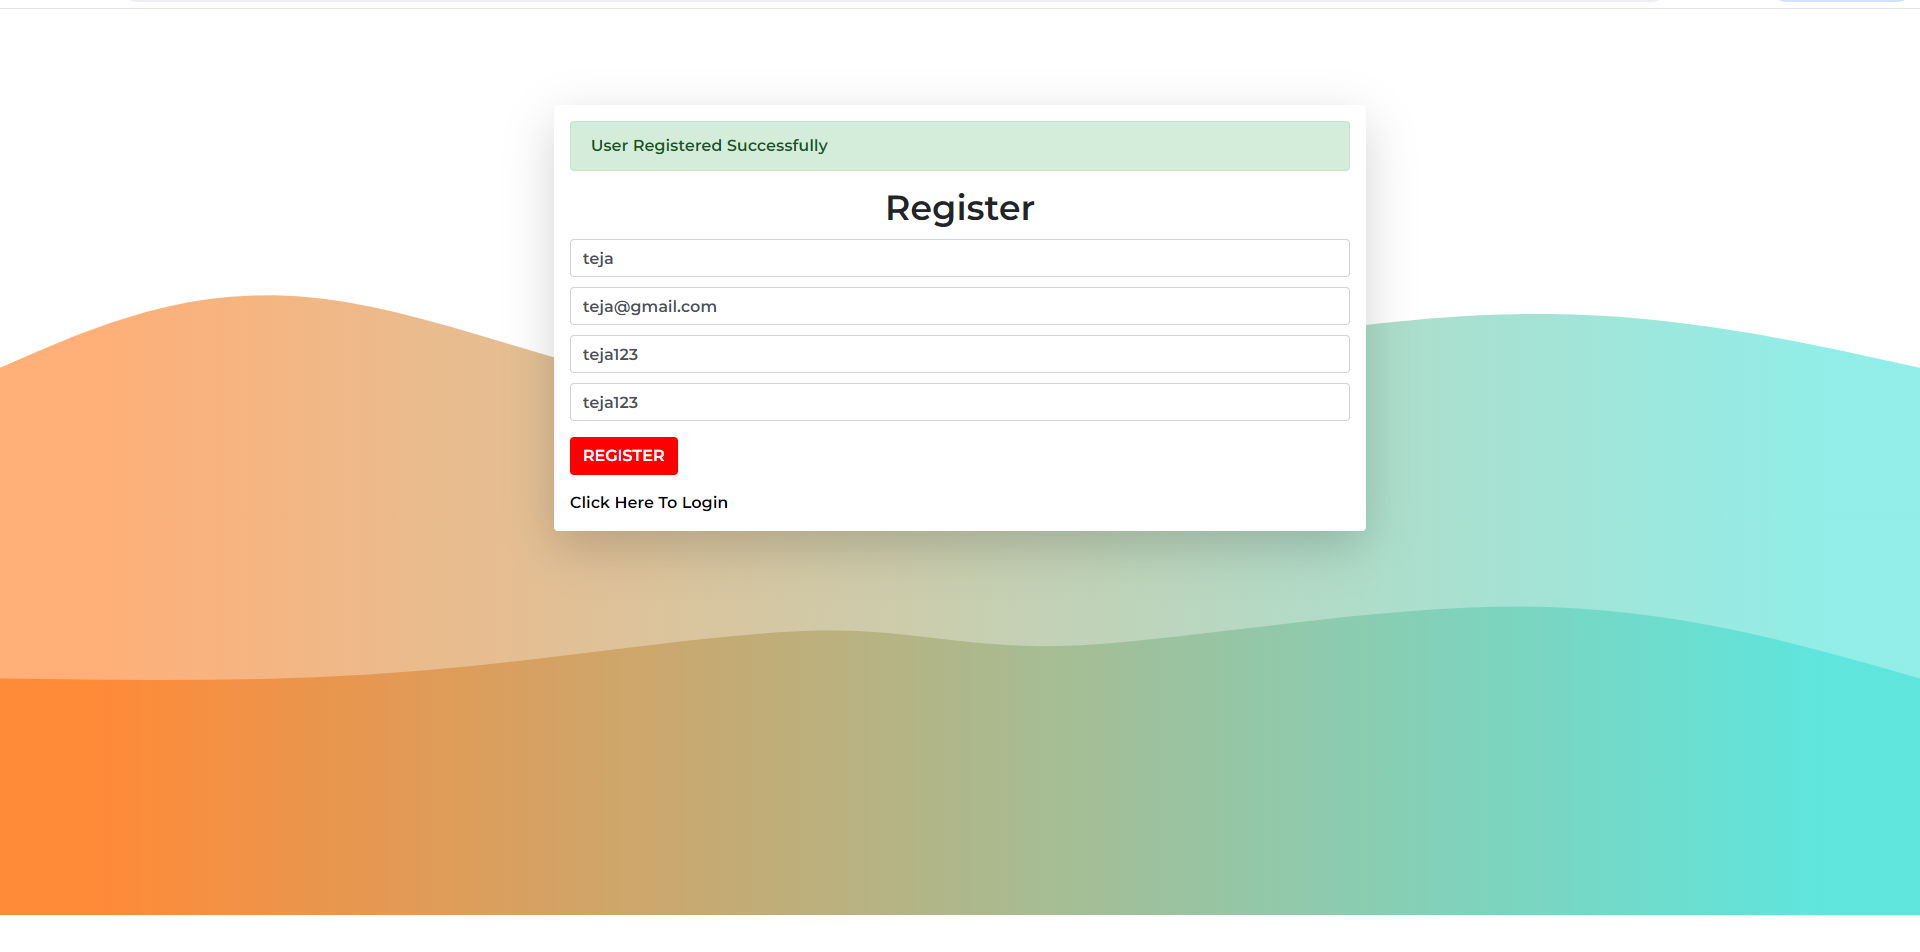 User Registered Successfully
Register
teja
teja@gmail.com
teja123
teja123
REGISTER
Click Here To Login